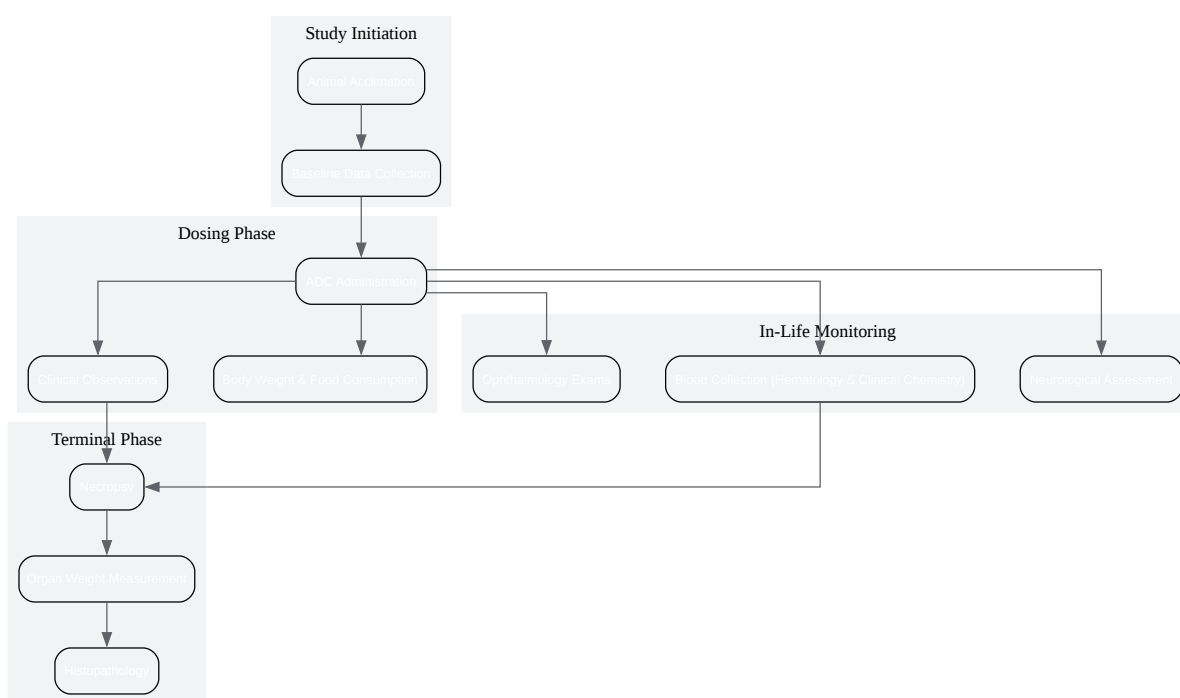 Study Initiation
Animal Acclimation
Baseline Data Collection
Dosing Phase
ADC Administration
Clinical Observations
Body Weight & Food Consumption
In-Life Monitoring
Ophthalmology Exams
Blood Collection (Hematology & Clinical Chemistry)
Neurological Assessment
Terminal Phase
Necropsy
Organ Weight Measurement
Histopathology